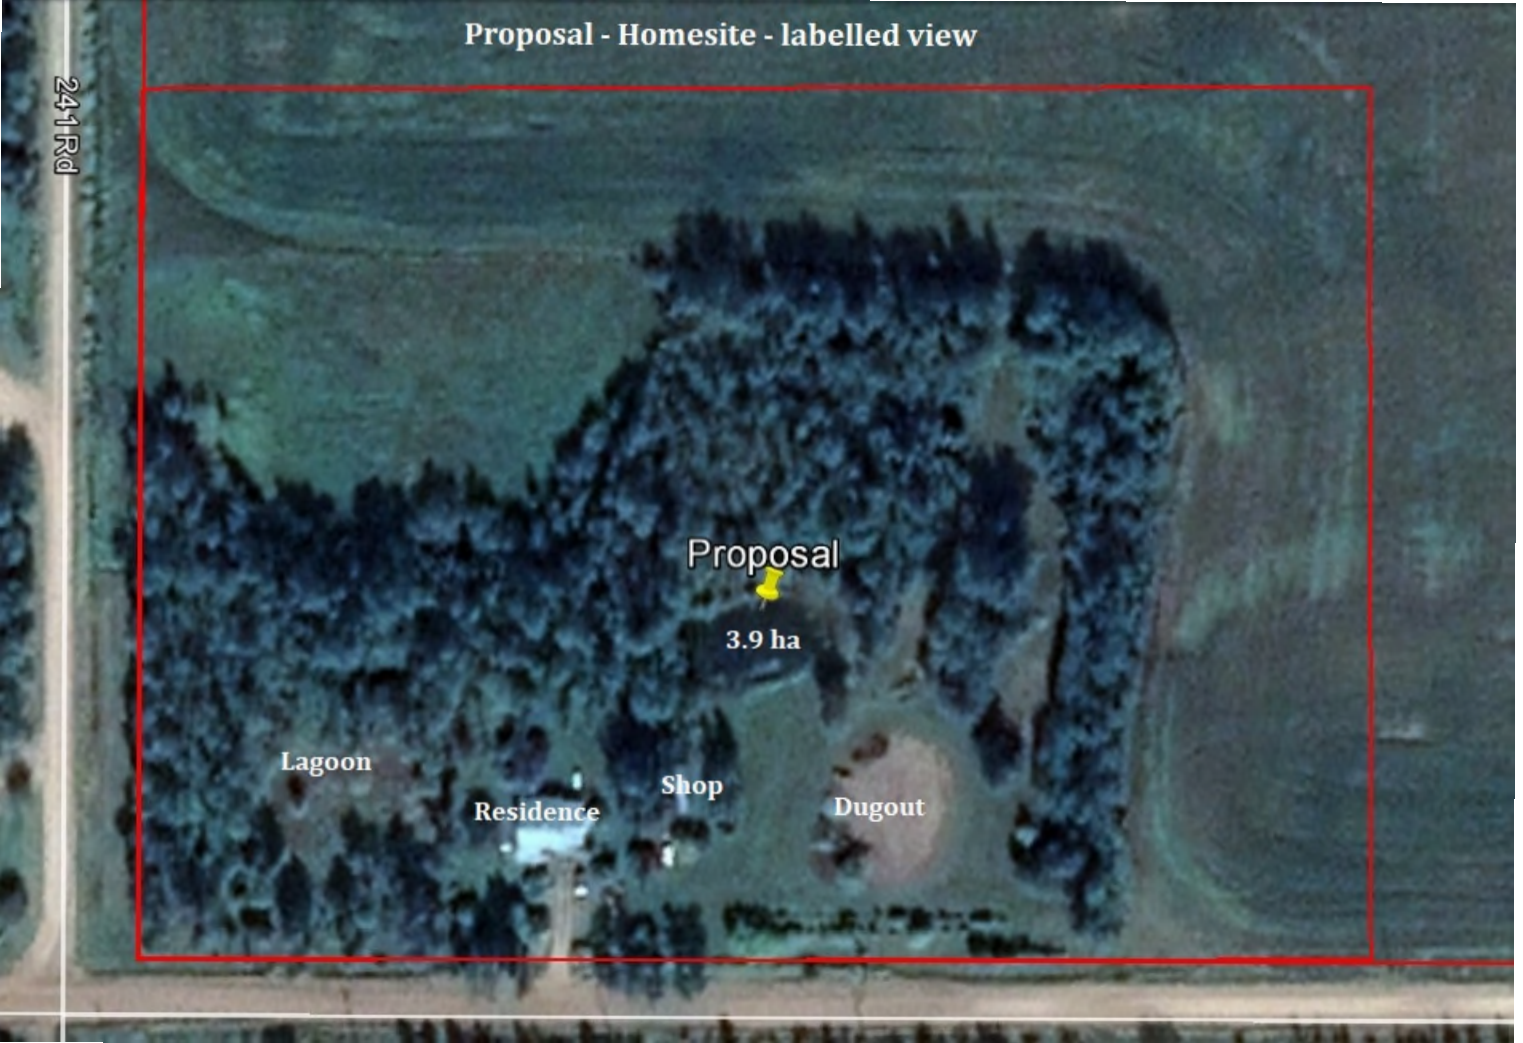 Proposal - Homesite - labelled view
241 Rd
Proposal
3.9 ha
Lagoon
Shop
Residence
Dugout